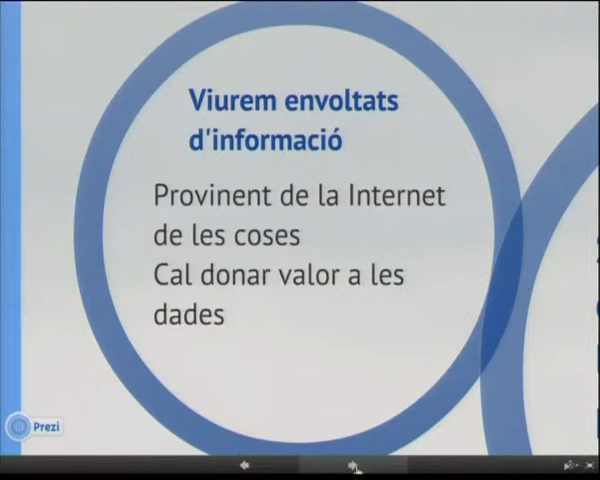 Viurem envoltats
d'informació
Provinent de la Internet
de les coses
Cal donar valor a les
dades
Prezi